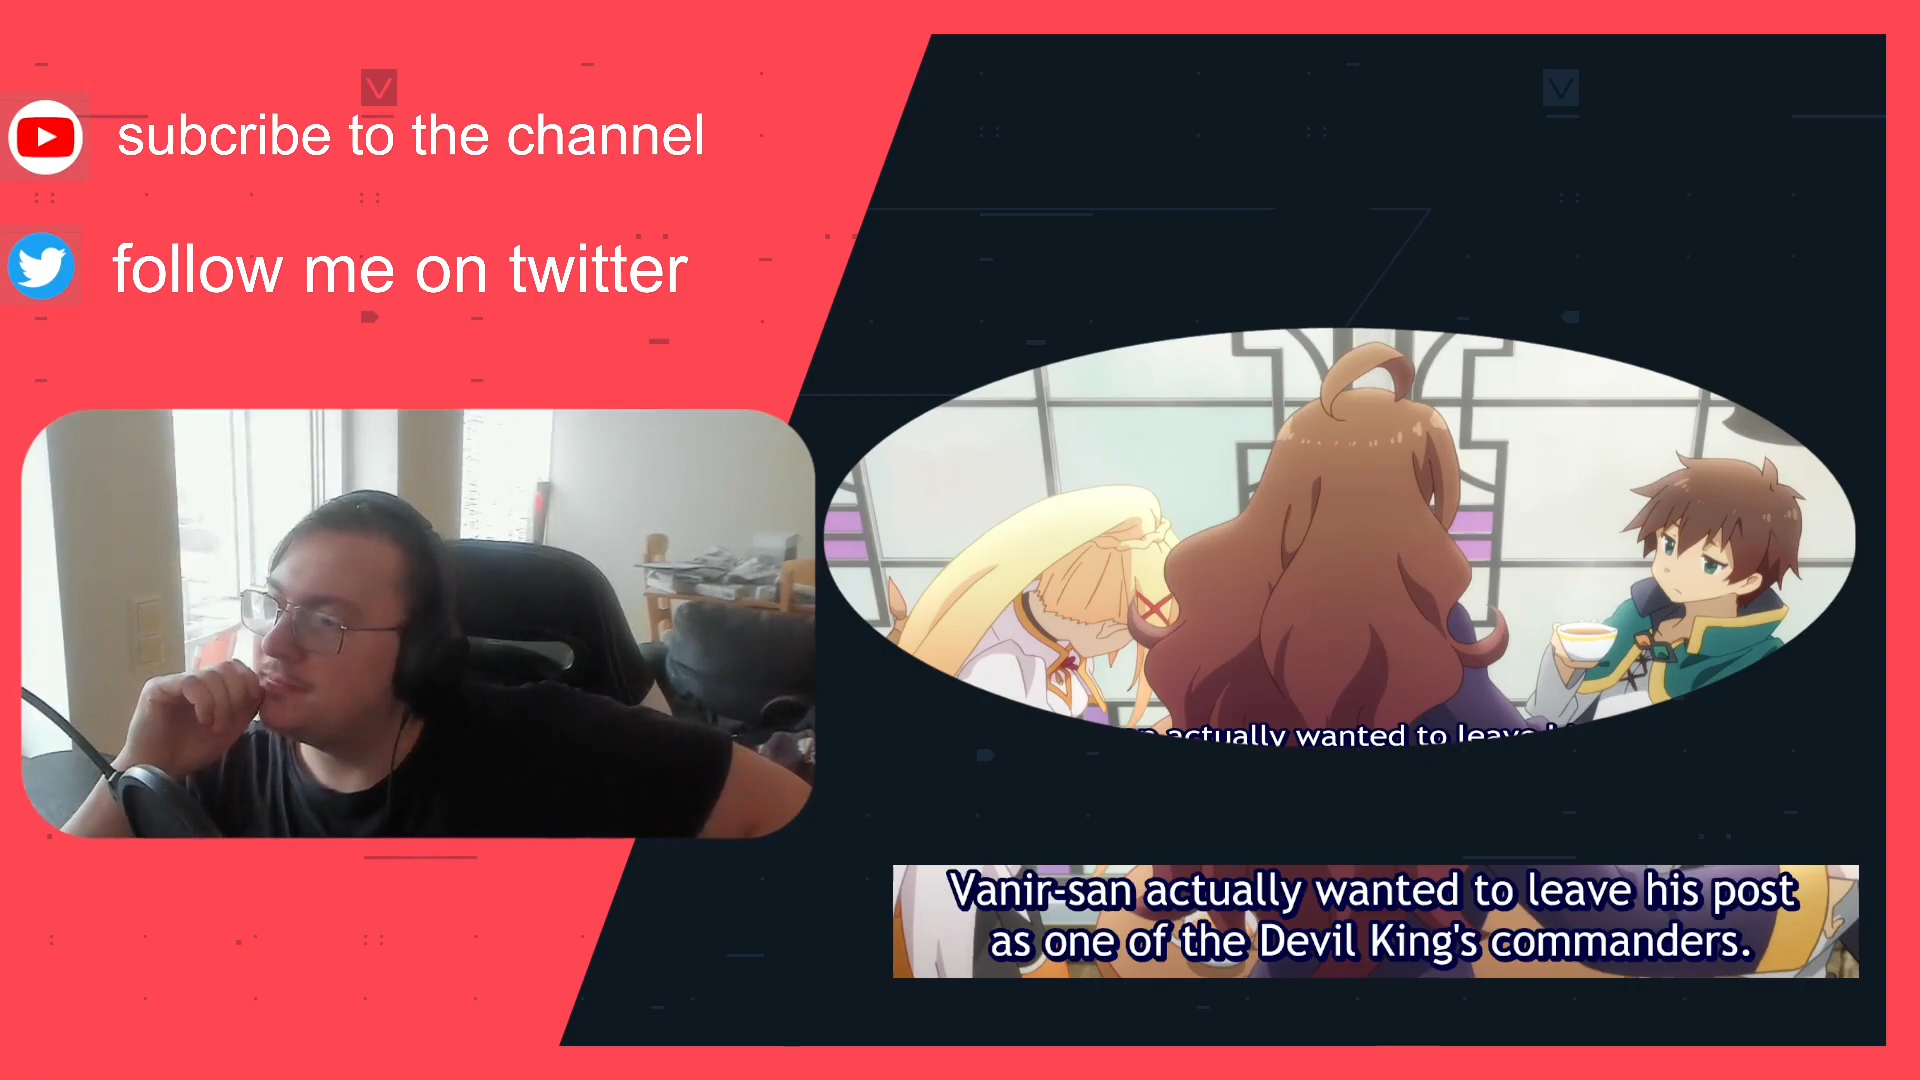 subcribe to the channel
follow me on twitter
actually wanted to leave
Vanir-san actually wanted to leave his post
as one of the Devil King's commanders.